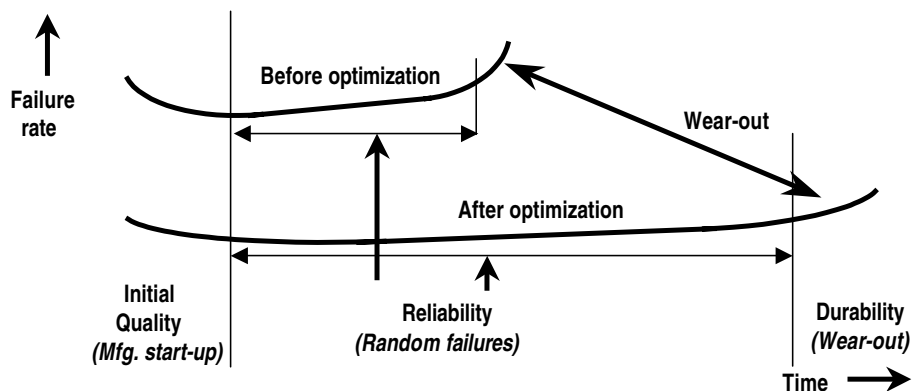 Before optimization
Failure
rate
Wear-out
After optimization
Initial
Quality
(Mfg. start-up)
Reliability
(Random failures)
Durability
(Wear-out)
Time